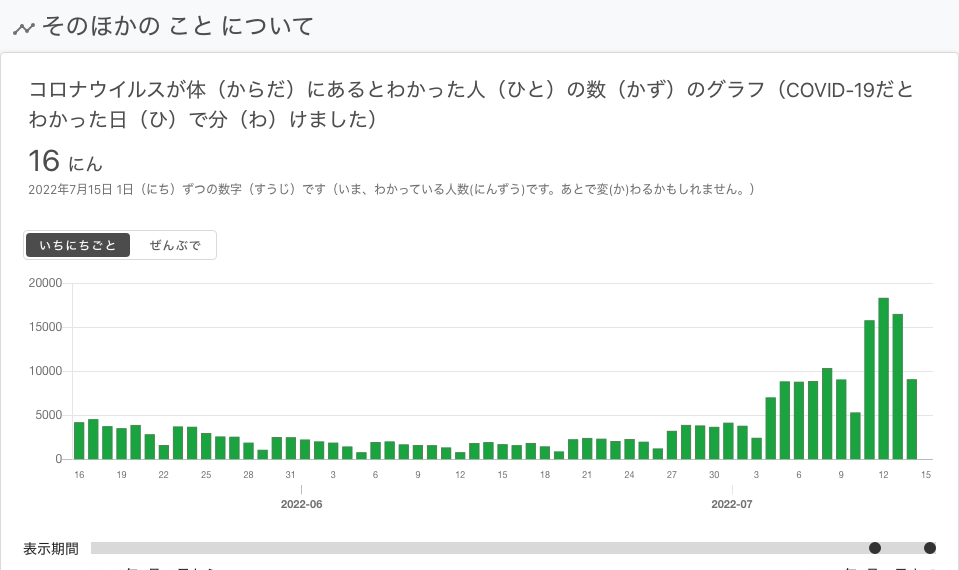 そのほかの こと について
コロナウイルスが体（からだ）にあるとわかった人（ひと）の数（かず）のグラフ（COVID-19だと
わかった日（ひ）で分（わ）けました）
16 にん
2022年7月15日 1日（にち）ずつの数字（すうじ）です（いま、わかっている人数(にんずう)です。あとで変(か)わるかもしれません。）
いちにちごと ぜんぶで
20000
15000
10000
5000
0
16 19 22 25 28 31 3 6 9 12 15 18 21 24 27 30 3 6 9 12 15
2022-06 2022-07
表示期間